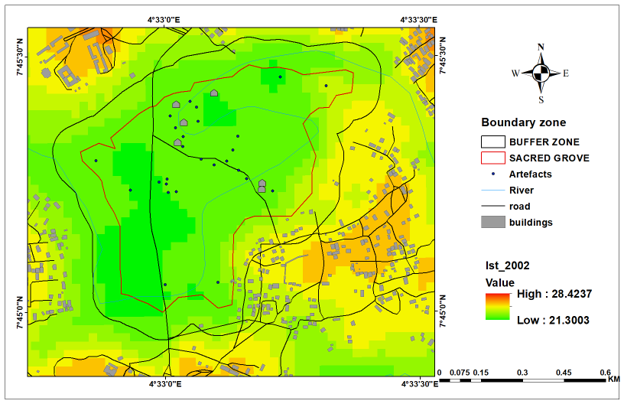 4°33'0"E 4°33'30"E
7°45'30"N 7°45'30"N
N
W E
S
Boundary zone
BUFFER ZONE
SACRED GROVE
Artefacts
River
road
buildings
lst_2002
Value
High : 28.4237
Low : 21.3003
7°45'0"N 7°45'0"N
4°33'0"E 4°33'30"E
0 0.075 0.15 0.3 0.45 0.6
KM